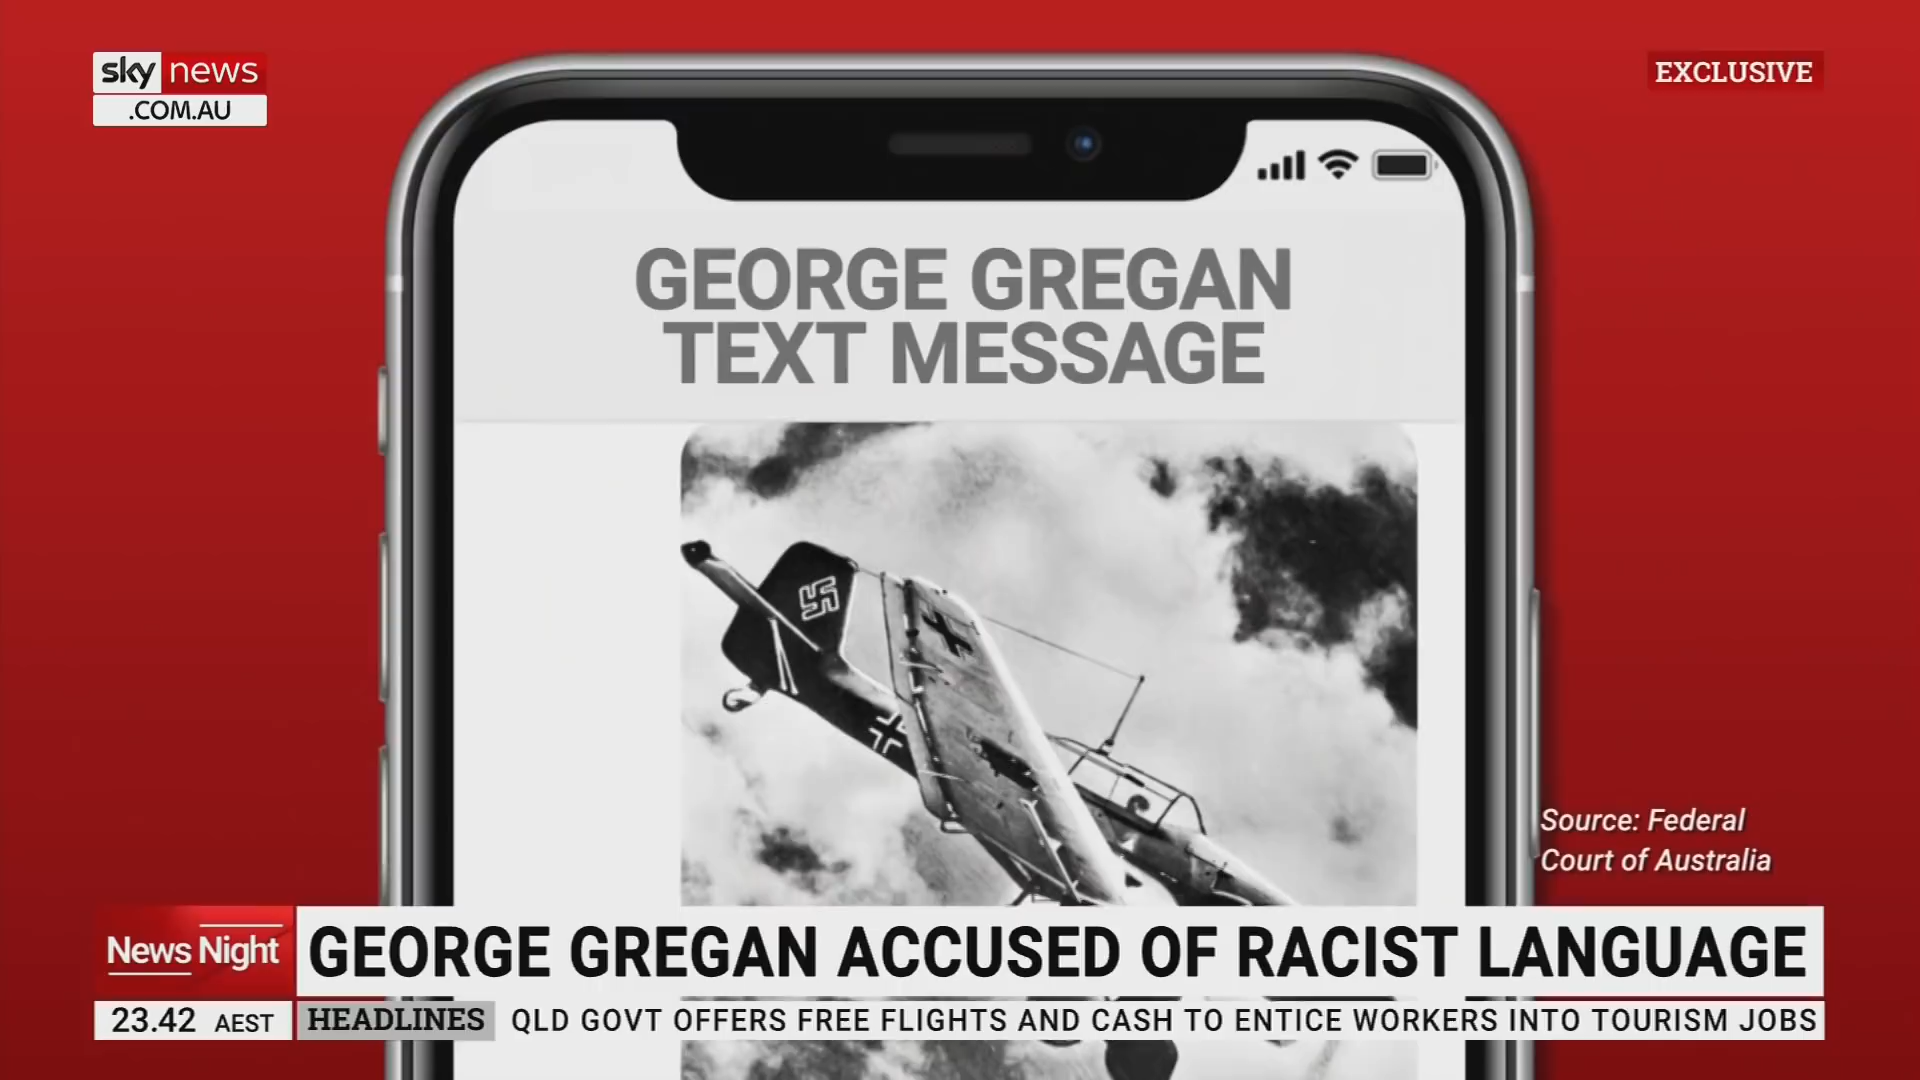 sky news
.COM.AU
EXCLUSIVE
GEORGE GREGAN
TEXT MESSAGE
Source: Federal
Court of Australia
News Night
GEORGE GREGAN ACCUSED OF RACIST LANGUAGE
23.42 AEST
HEADLINES
QLD GOVT OFFERS FREE FLIGHTS AND CASH TO ENTICE WORKERS INTO TOURISM JOBS